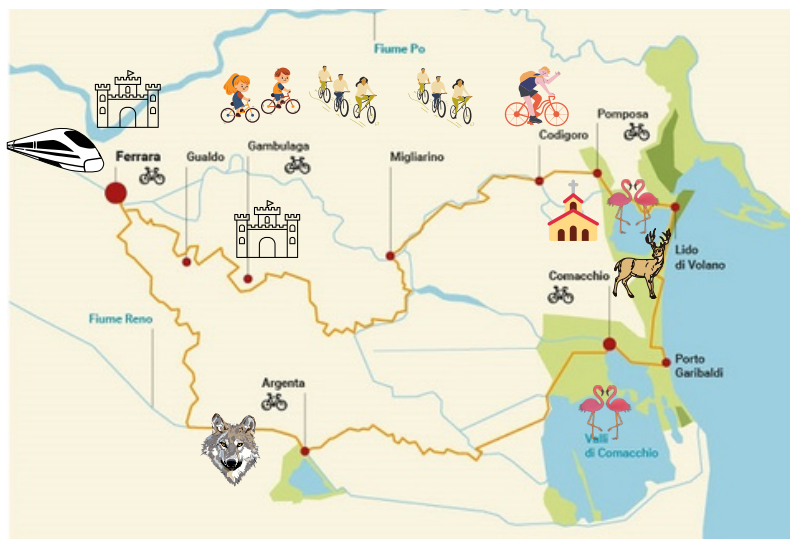 Fiume Po
Pomposa
Codigoro
Ferrara
Gualdo
Gambulaga
Migliarino
Lido
di Volano
Comacchio
Fiume Reno
Porto
Garibaldi
Argenta
Valli
di Comacchio